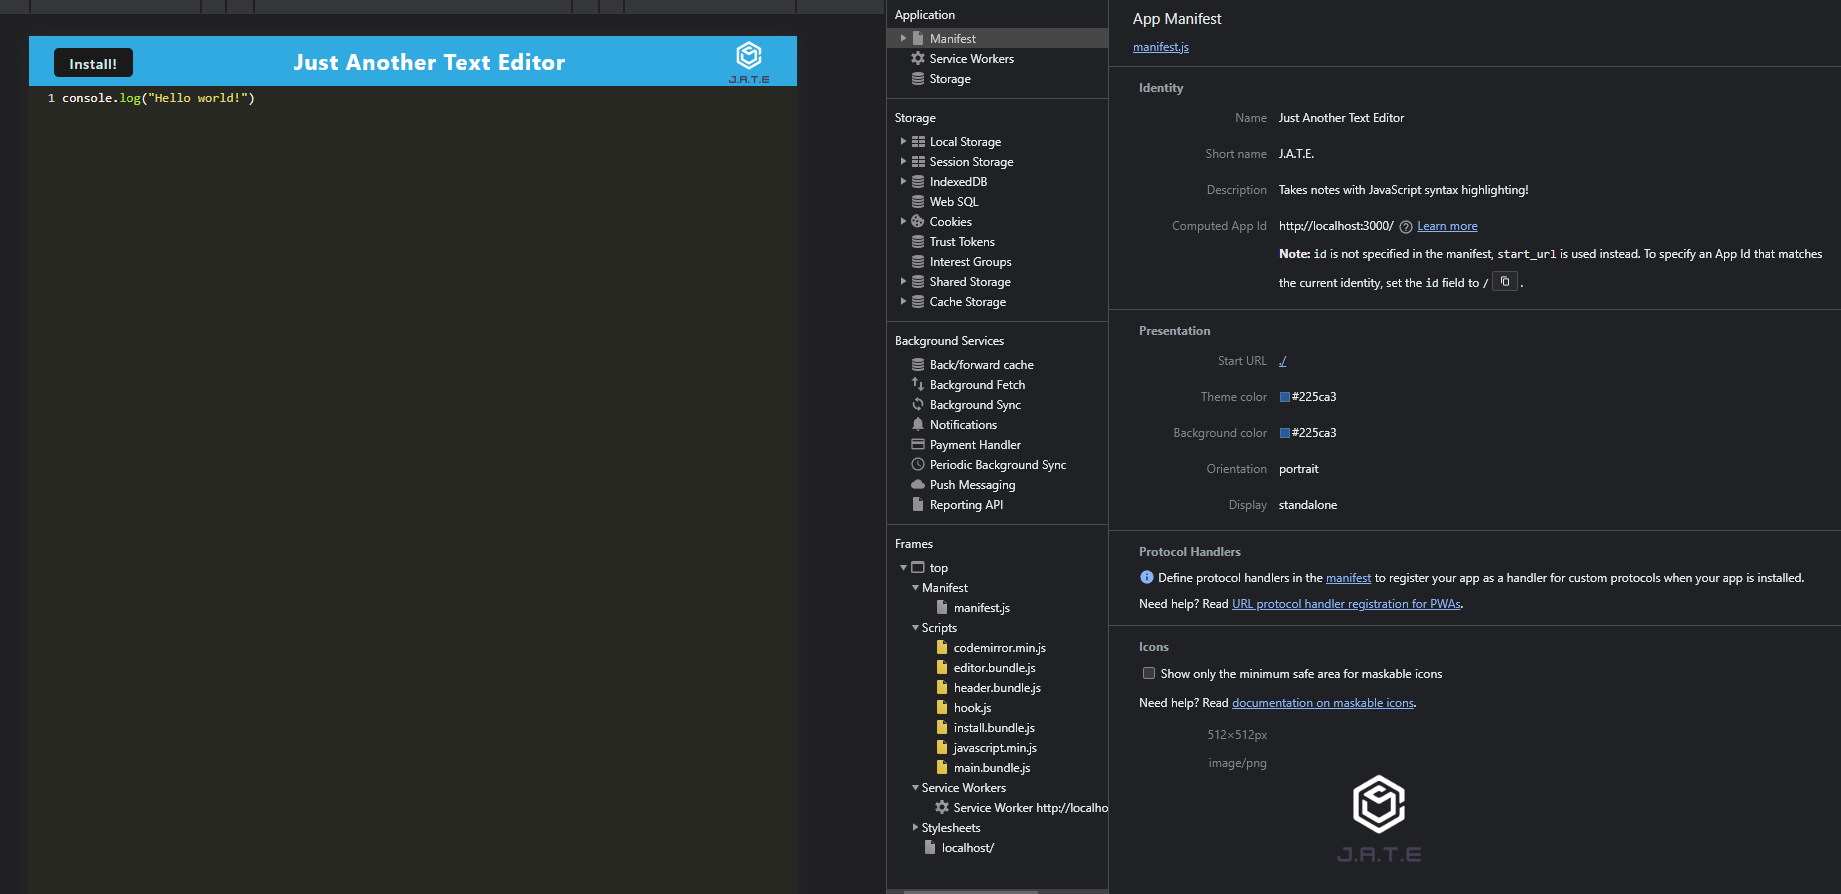 Install!
Just Another Text Editor
J.A.T.E
1 console.log("Hello world!")
Application
Manifest
Service Workers
Storage
Storage
Local Storage
Session Storage
IndexedDB
Web SQL
Cookies
Trust Tokens
Interest Groups
Shared Storage
Cache Storage
Background Services
Back/forward cache
Background Fetch
Background Sync
Notifications
Payment Handler
Periodic Background Sync
Push Messaging
Reporting API
Frames
top
Manifest
manifest.js
Scripts
codemirror.min.js
editor.bundle.js
header.bundle.js
hook.js
install.bundle.js
javascript.min.js
main.bundle.js
Service Workers
Service Worker http://localho
Stylesheets
localhost/
App Manifest
manifest.js
Identity
Name Just Another Text Editor
Short name J.A.T.E.
Description Takes notes with JavaScript syntax highlighting!
Computed App Id http://localhost:3000/ Learn more
Note: id is not specified in the manifest, start_url is used instead. To specify an App Id that matches
the current identity, set the id field to / .
Presentation
Start URL ./
Theme color #225ca3
Background color #225ca3
Orientation portrait
Display standalone
Protocol Handlers
Define protocol handlers in the manifest to register your app as a handler for custom protocols when your app is installed.
Need help? Read URL protocol handler registration for PWAs.
Icons
Show only the minimum safe area for maskable icons
Need help? Read documentation on maskable icons.
512×512px
image/png
J.A.T.E